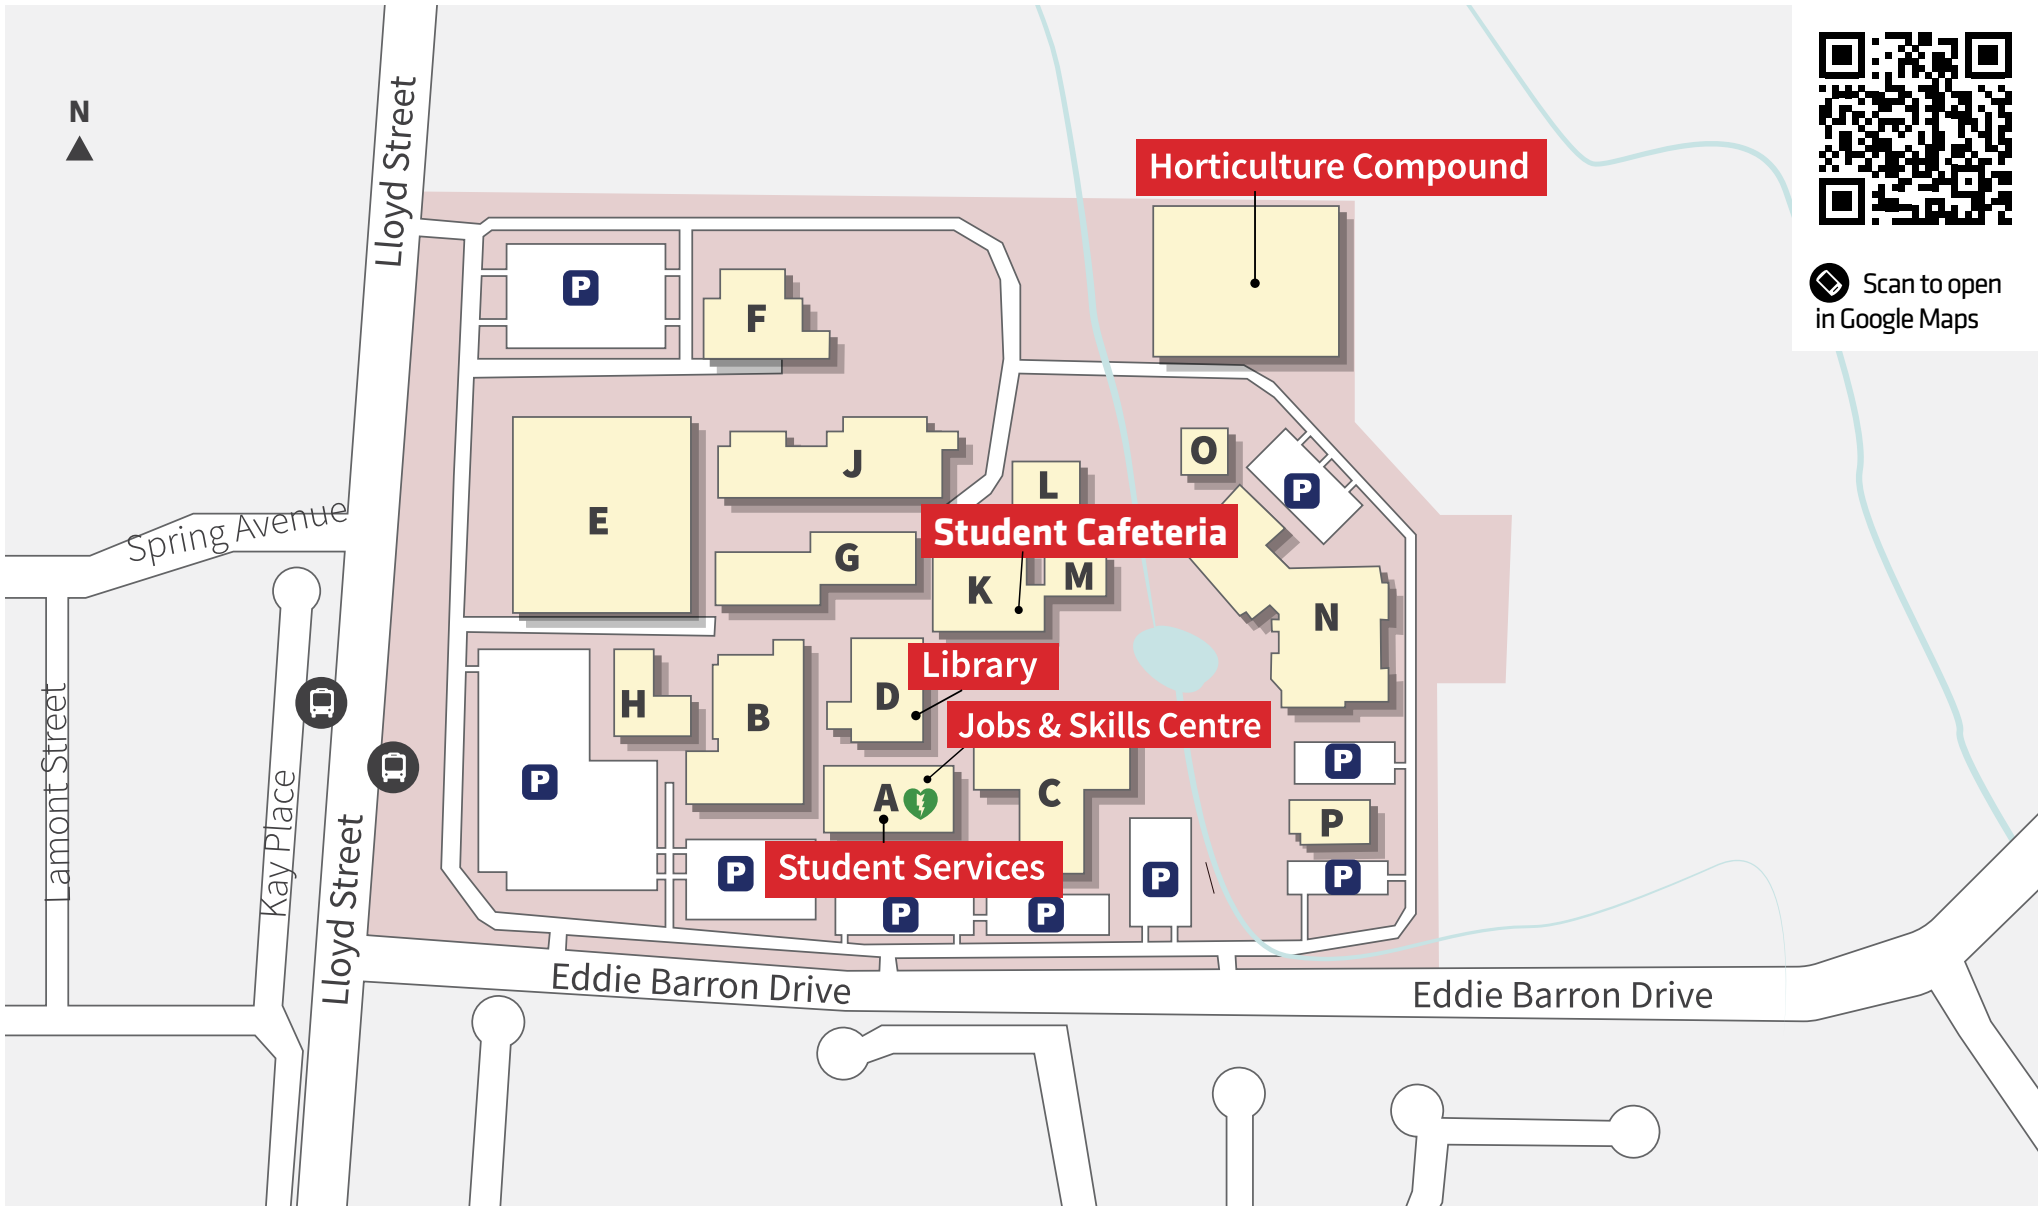 N
Lloyd Street
Horticulture Compound
Scan to open
in Google Maps
P
F
J
O
L
P
E
Spring Avenue
Student Cafeteria
G
K
M
N
Library
H
B
D
Jobs & Skills Centre
Lamont Street
P
P
A
C
P
Kay Place
Lloyd Street
P
Student Services
P
P
P
P
Eddie Barron Drive
Eddie Barron Drive